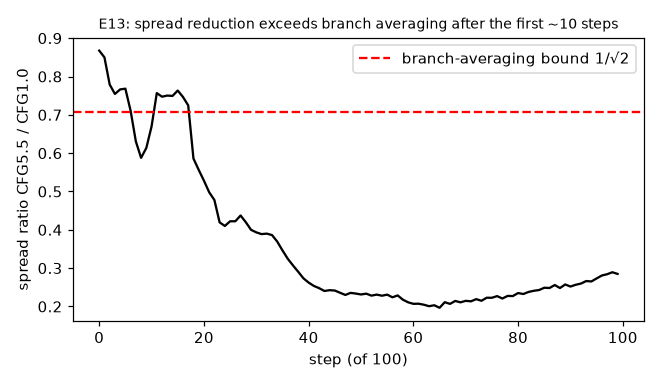 E13: spread reduction exceeds branch averaging after the first ~10 steps
branch-averaging bound 1/√2
spread ratio CFG5.5 / CFG1.0
0.9
0.8
0.7
0.6
0.5
0.4
0.3
0.2
0 20 40 60 80 100
step (of 100)